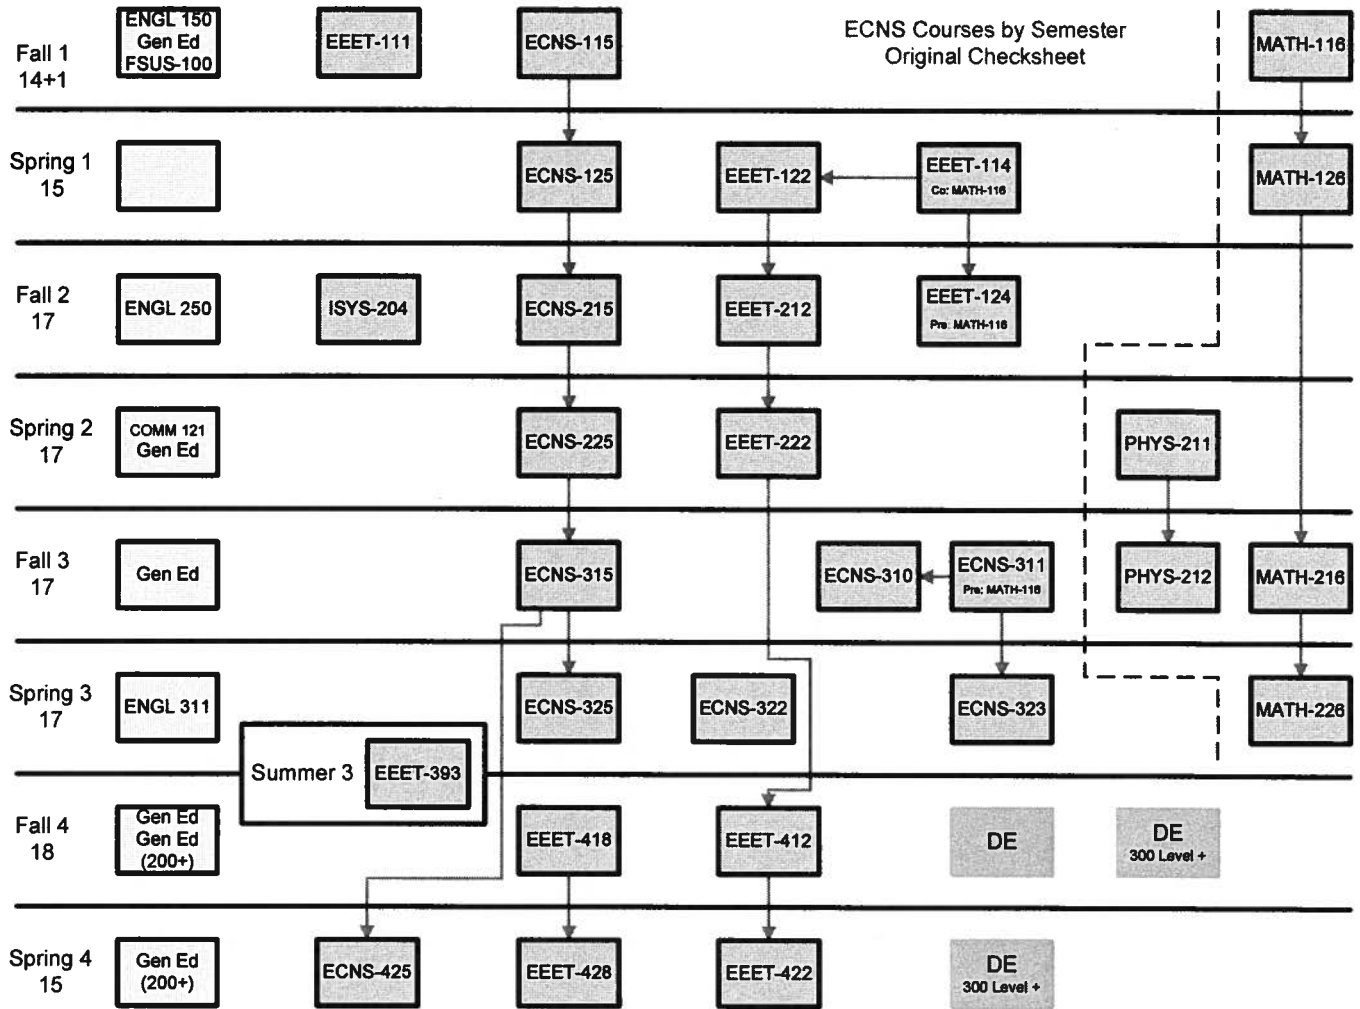 ECNS Courses by Semester
Original Checksheet
Fall 1
14+1
ENGL 150
Gen Ed
FSUS-100
EEET-111
ECNS-115
MATH-116
Spring 1
15
ECNS-125
EEET-122
EEET-114
Co: MATH-116
MATH-126
Fall 2
17
ENGL 250
ISYS-204
ECNS-215
EEET-212
EEET-124
Pre: MATH-116
Spring 2
17
COMM 121
Gen Ed
ECNS-225
EEET-222
PHYS-211
Fall 3
17
Gen Ed
ECNS-315
ECNS-310
ECNS-311
Pre: MATH-116
PHYS-212
MATH-216
Spring 3
17
ENGL 311
ECNS-325
ECNS-322
ECNS-323
MATH-226
Summer 3
EEET-393
Fall 4
18
Gen Ed
Gen Ed
(200+)
EEET-418
EEET-412
DE
DE
300 Level +
Spring 4
15
Gen Ed
(200+)
ECNS-425
EEET-428
EEET-422
DE
300 Level +